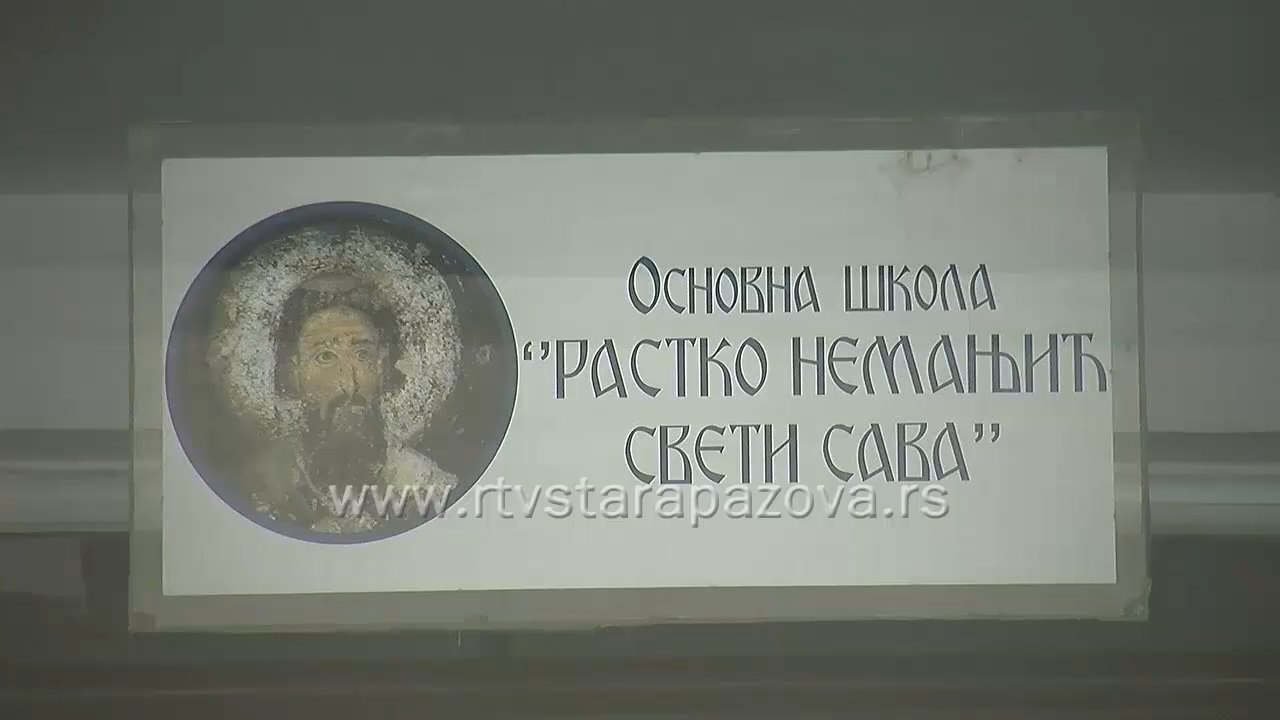 Основна школа
‘’Растко Немањић
Свети Сава’’
www.rtvstarapazova.rs